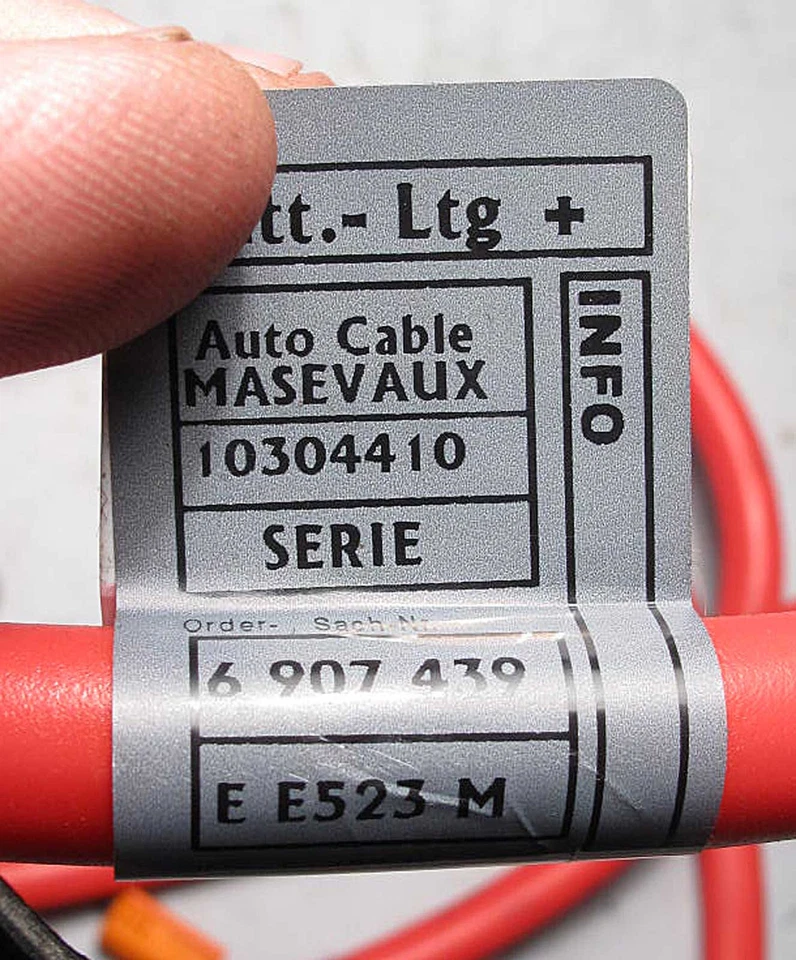 tt.- Ltg +
INFO
Auto Cable
MASEVAUX
10304410
SERIE
Order- , Sach-Nr.
6 907 439
E E523 M